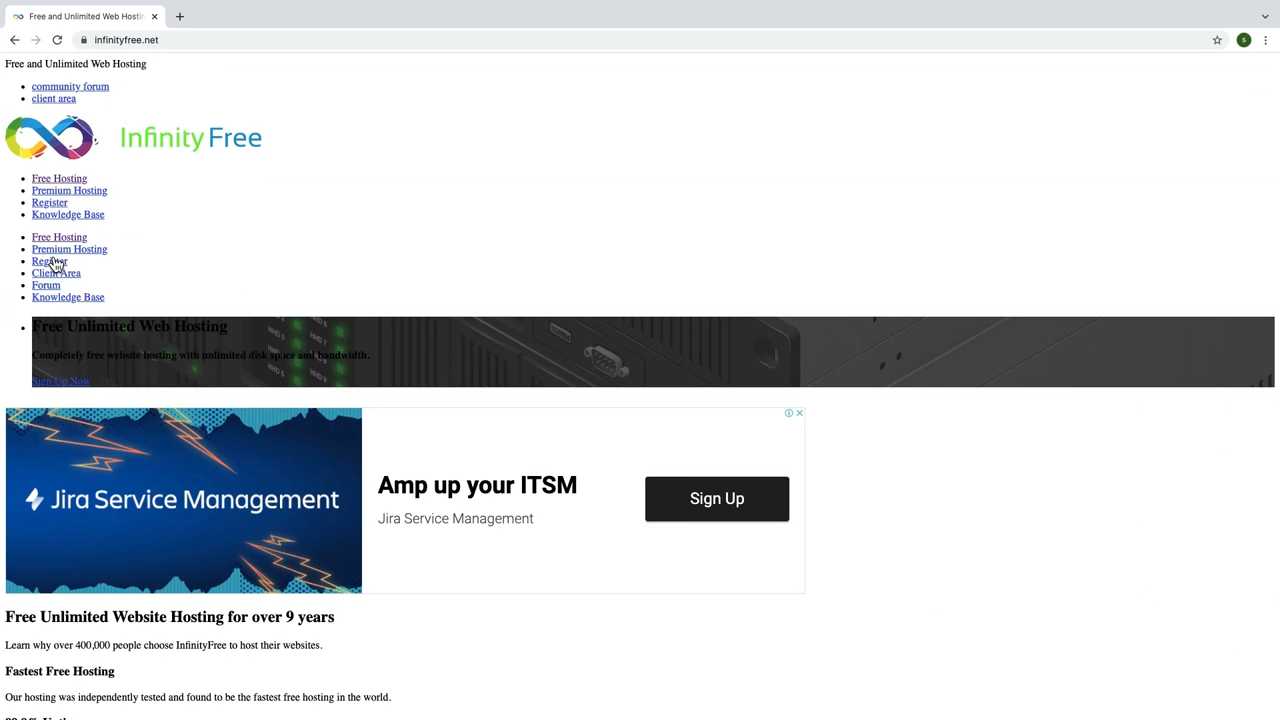 Free and Unlimited Web Hostin
infinityfree.net
S
Free and Unlimited Web Hosting
community forum
client area
InfinityFree
Free Hosting
Premium Hosting
Register
Knowledge Base
Free Hosting
Premium Hosting
Register
Client Area
Forum
Knowledge Base
Free Unlimited Web Hosting
Completely free website hosting with unlimited disk space and bandwidth.
Sign Up Now
Jira Service Management
Amp up your ITSM
Jira Service Management
Sign Up
Free Unlimited Website Hosting for over 9 years
Learn why over 400,000 people choose InfinityFree to host their websites.
Fastest Free Hosting
Our hosting was independently tested and found to be the fastest free hosting in the world.